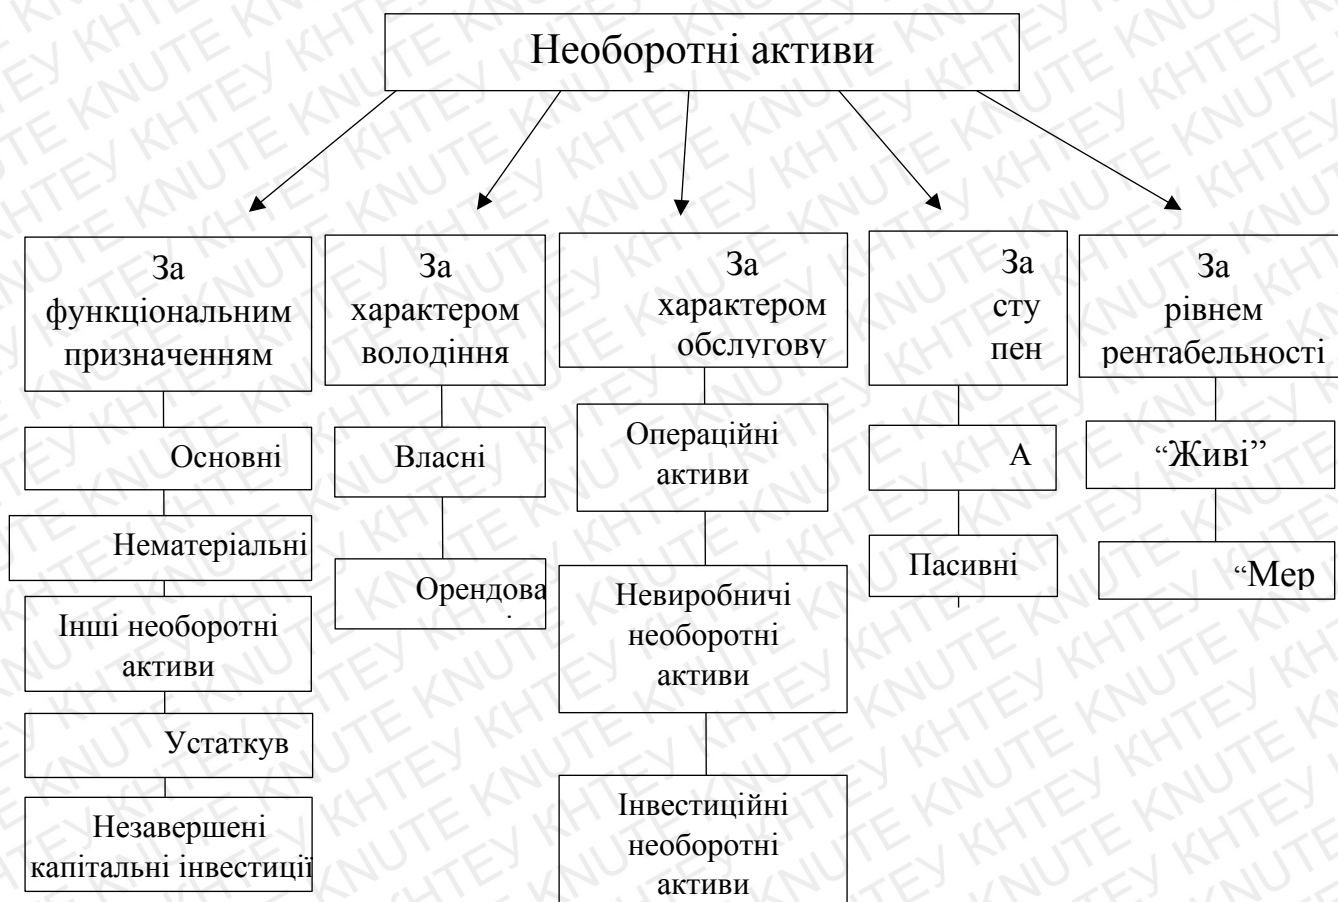 Необоротні активи
За
функціональним
призначенням
Основні
Нематеріальні
Інші необоротні
активи
Устаткув
Незавершені
капітальні інвестиції
За
характером
володіння
Власні
Орендова
За
характером
обслугову
Операційні
активи
Невиробничі
необоротні
активи
Інвестиційні
необоротні
активи
За
сту
пен
А
Пасивні
За
рівнем
рентабельності
“Живі”
“Мер
KNUTE КНТЕУ